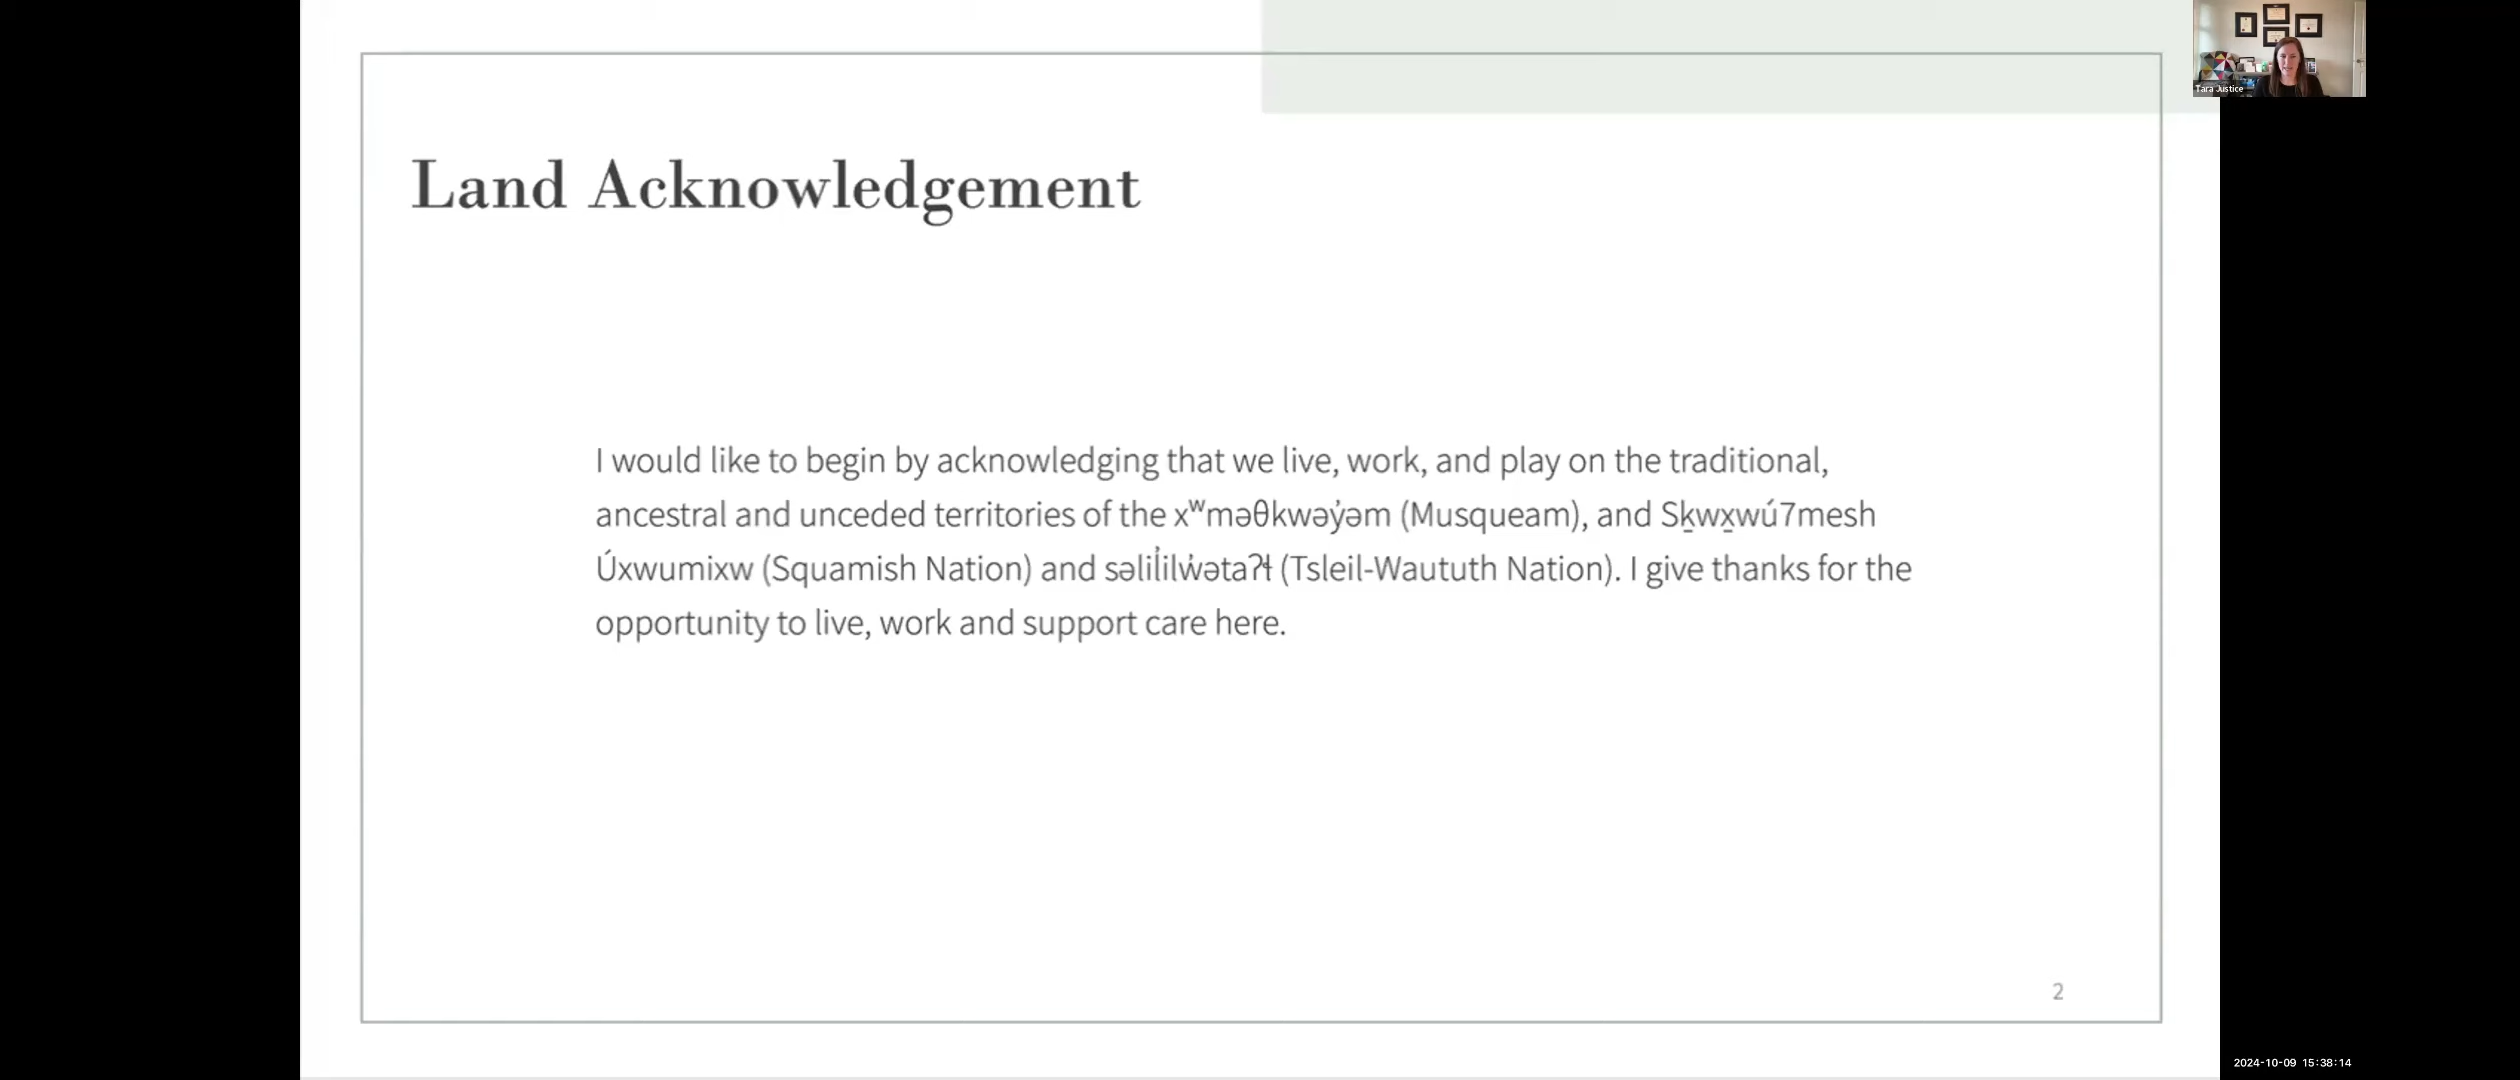 Tara Justice
Land Acknowledgement
I would like to begin by acknowledging that we live, work, and play on the traditional,
ancestral and unceded territories of the xʷməθkwəy̓əm (Musqueam), and Sḵwx̱wú7mesh
Úxwumixw (Squamish Nation) and səlil̓ilw̓ətaʔɬ (Tsleil-Waututh Nation). I give thanks for the
opportunity to live, work and support care here.
2
2024-10-09 15:38:14